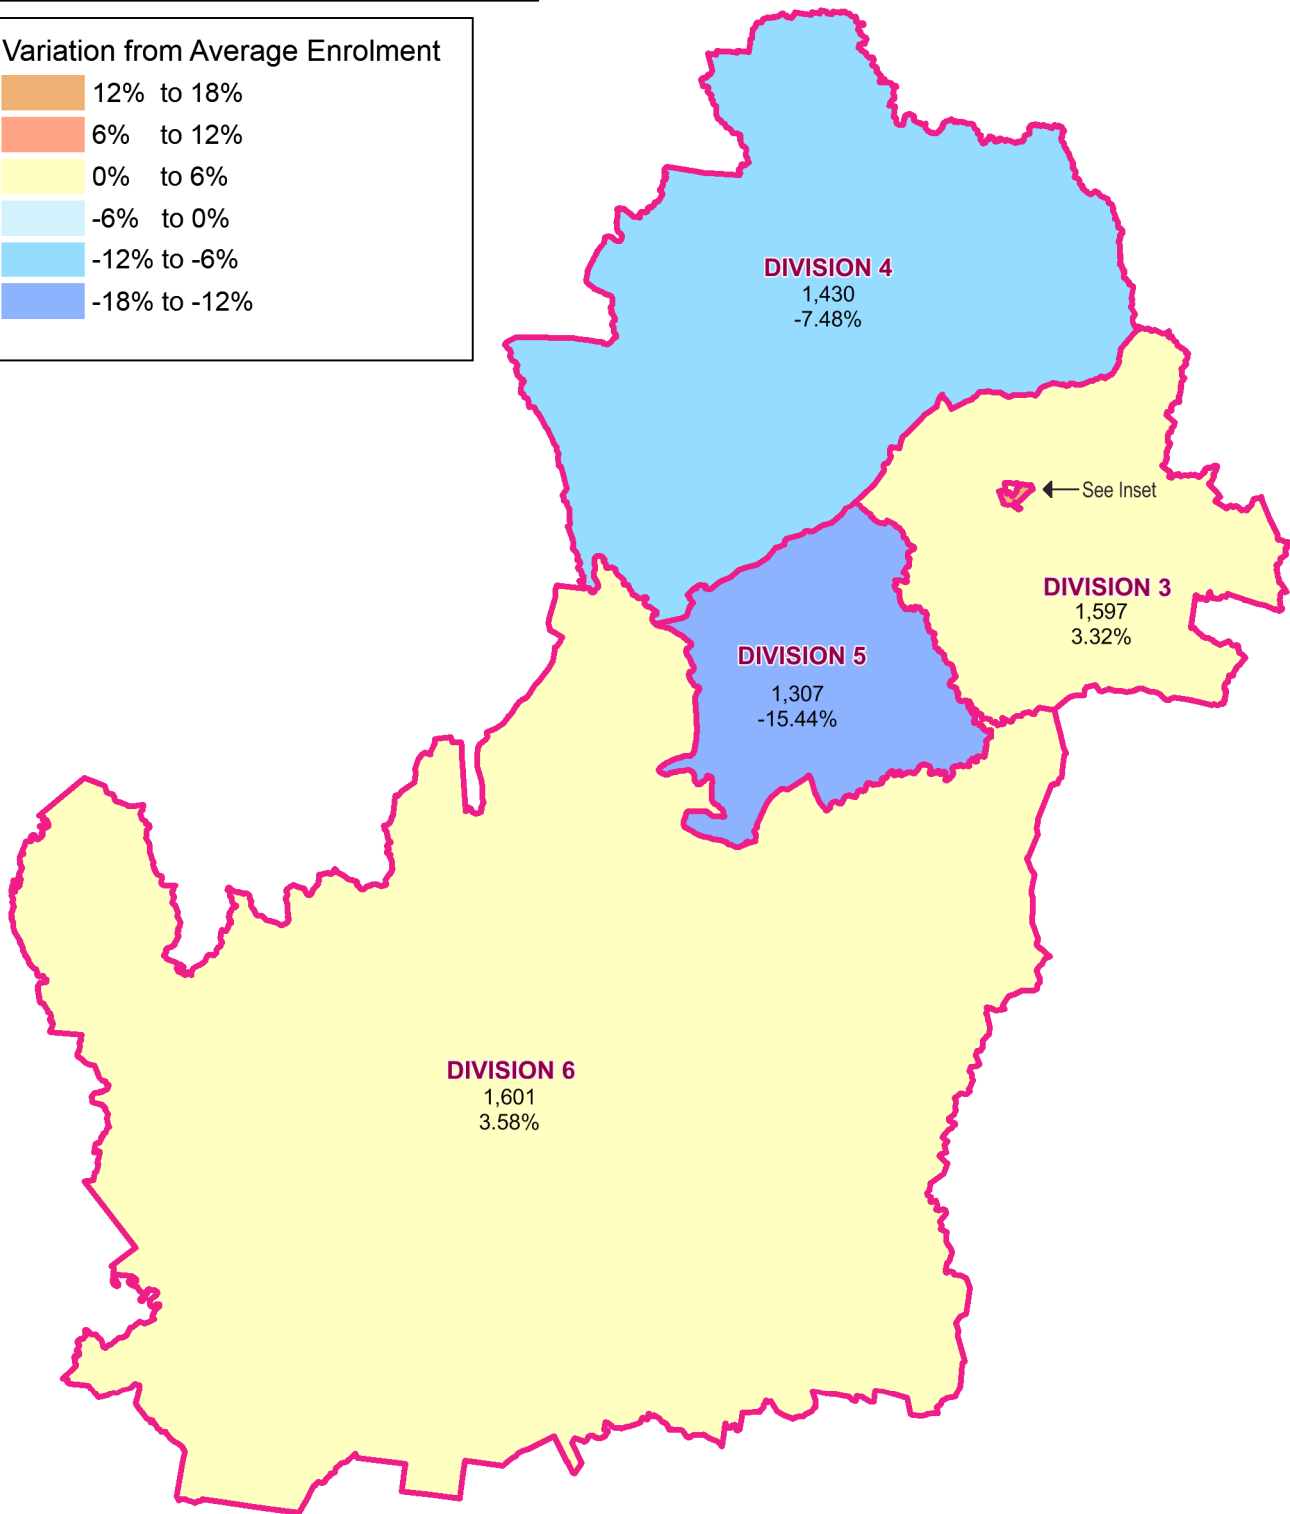 Variation from Average Enrolment
12% to 18%
6% to 12%
0% to 6%
-6% to 0%
-12% to -6%
-18% to -12%
DIVISION 4
1,430
-7.48%
See Inset
DIVISION 3
1,597
3.32%
DIVISION 5
1,307
-15.44%
DIVISION 6
1,601
3.58%